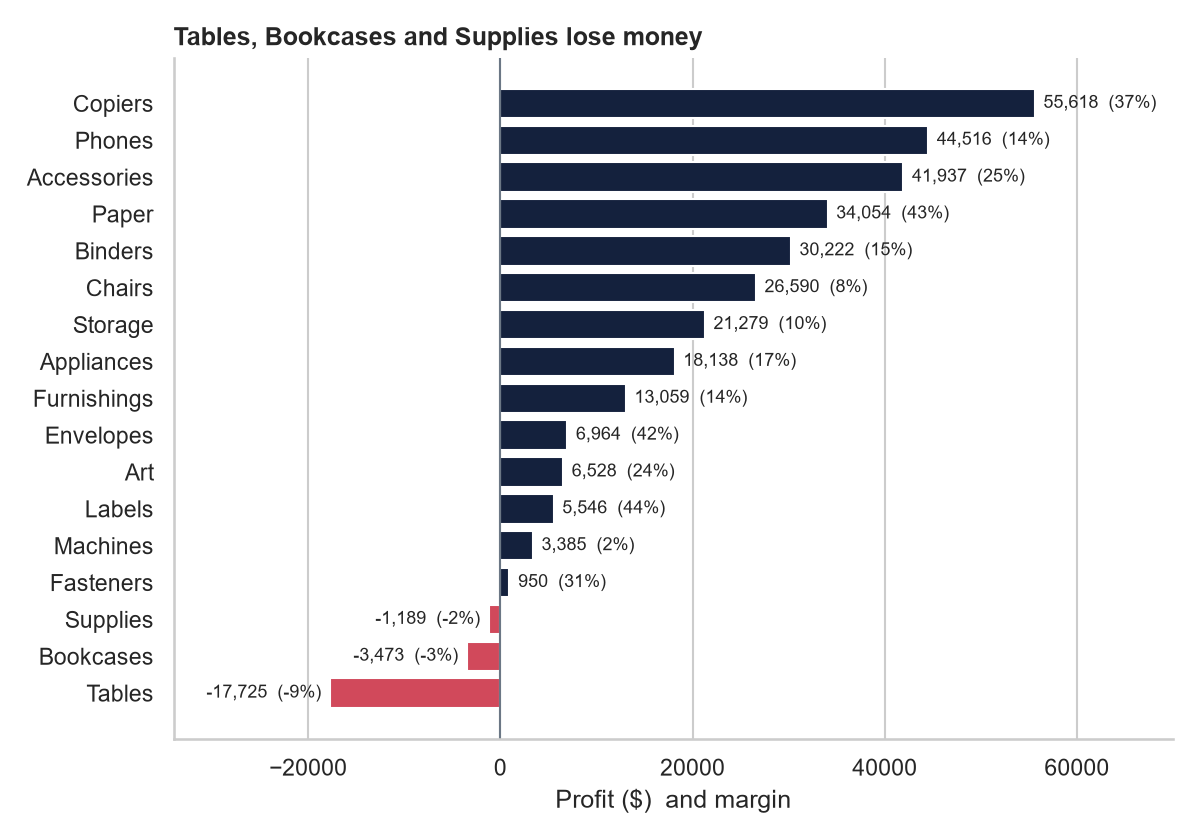 Tables, Bookcases and Supplies lose money
Copiers 55,618 (37%)
Phones 44,516 (14%)
Accessories 41,937 (25%)
Paper 34,054 (43%)
Binders 30,222 (15%)
Chairs 26,590 (8%)
Storage 21,279 (10%)
Appliances 18,138 (17%)
Furnishings 13,059 (14%)
Envelopes 6,964 (42%)
Art 6,528 (24%)
Labels 5,546 (44%)
Machines 3,385 (2%)
Fasteners 950 (31%)
Supplies -1,189 (-2%)
Bookcases -3,473 (-3%)
Tables -17,725 (-9%)
−20000 0 20000 40000 60000
Profit ($) and margin